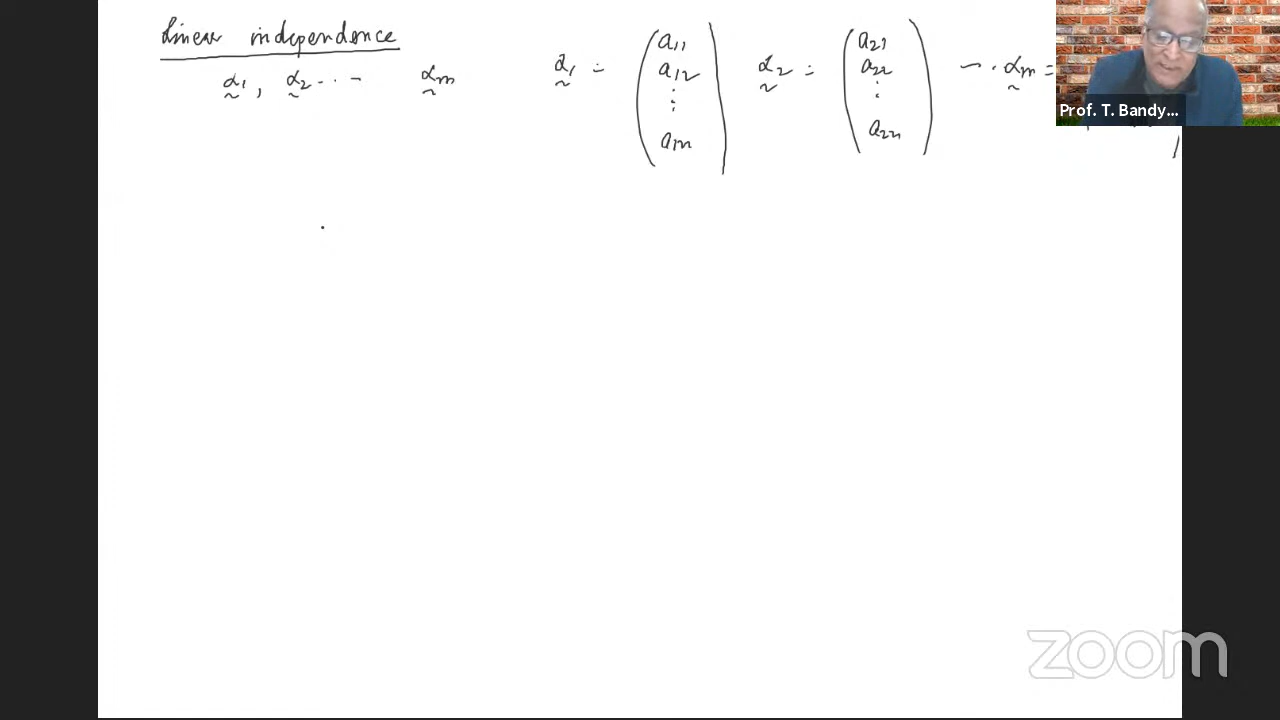 Linear independence
α₁, α₂ ... αₘ
α₁ = (a₁₁ a₁₂ ⋮ a₁ₙ) α₂ = (a₂₁ a₂₂ ⋮ a₂ₙ) ... αₘ =
Prof. T. Bandy...
zoom